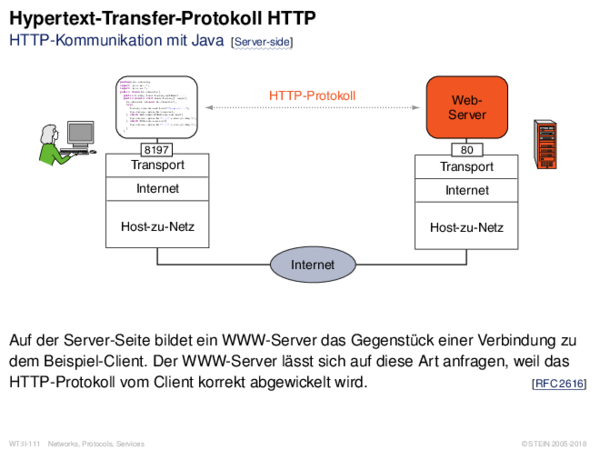 Hypertext-Transfer-Protokoll HTTP
HTTP-Kommunikation mit Java [Server-side]
HTTP-Protokoll
Web-
Server
8197
80
Transport
Transport
Internet
Internet
Host-zu-Netz
Host-zu-Netz
Internet
Auf der Server-Seite bildet ein WWW-Server das Gegenstück einer Verbindung zu
dem Beispiel-Client. Der WWW-Server lässt sich auf diese Art anfragen, weil das
HTTP-Protokoll vom Client korrekt abgewickelt wird. [RFC 2616]
WT:II-111 Networks, Protocols, Services © STEIN 2005-2018